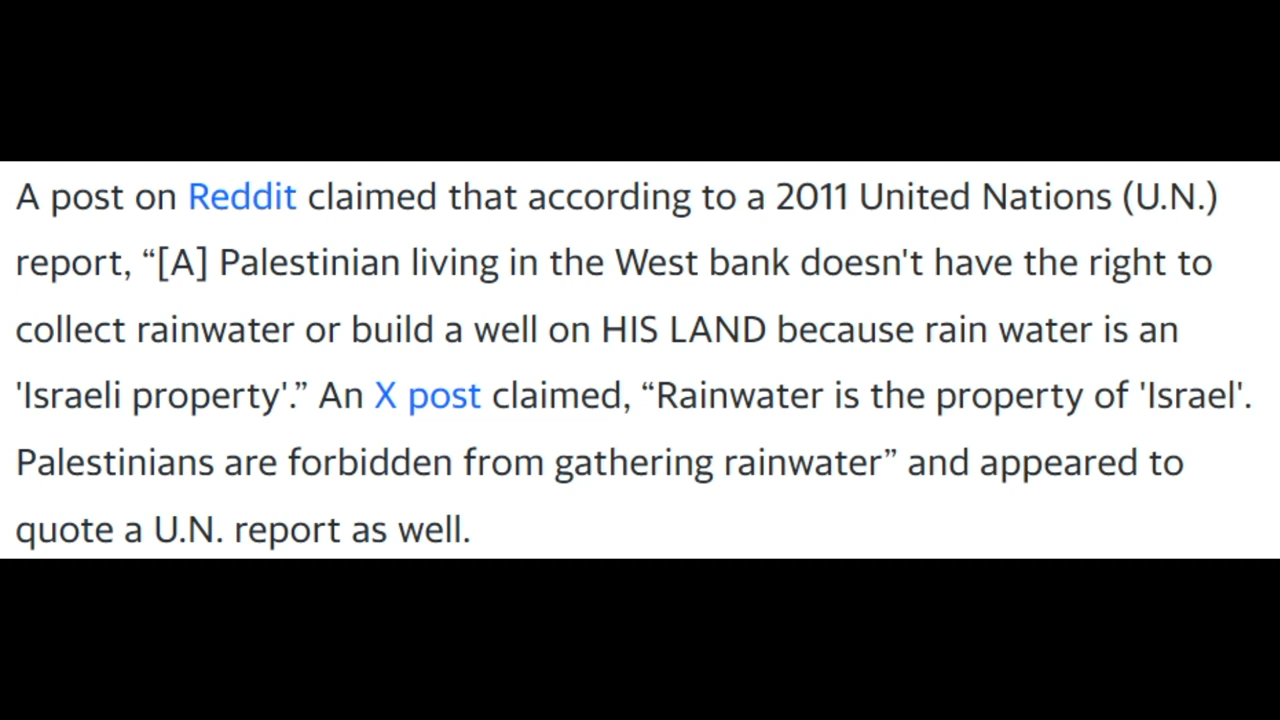 A post on Reddit claimed that according to a 2011 United Nations (U.N.)
report, “[A] Palestinian living in the West bank doesn't have the right to
collect rainwater or build a well on HIS LAND because rain water is an
'Israeli property'.” An X post claimed, “Rainwater is the property of 'Israel'.
Palestinians are forbidden from gathering rainwater” and appeared to
quote a U.N. report as well.